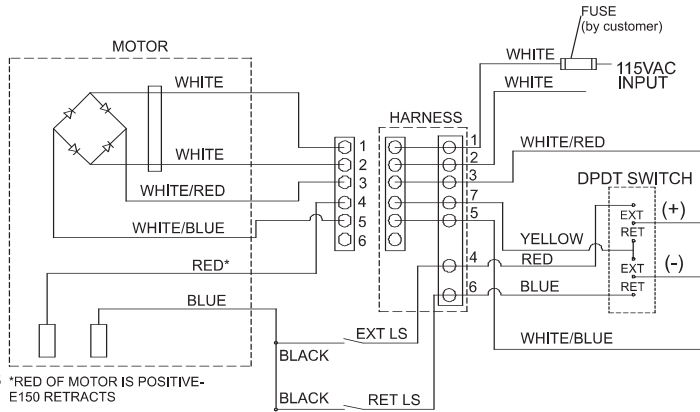 FUSE
(by customer)
MOTOR
WHITE
115VAC
INPUT
WHITE
WHITE
HARNESS
1
1
WHITE/RED
WHITE
2
2
3
3
DPDT SWITCH
WHITE/RED
4
7
EXT
(+)
WHITE/BLUE
5
5
RET
6
YELLOW
RED*
4
RED
EXT
(-)
BLUE
6
BLUE
RET
EXT LS
WHITE/BLUE
BLACK
*RED OF MOTOR IS POSITIVE-
E150 RETRACTS
BLACK
RET LS